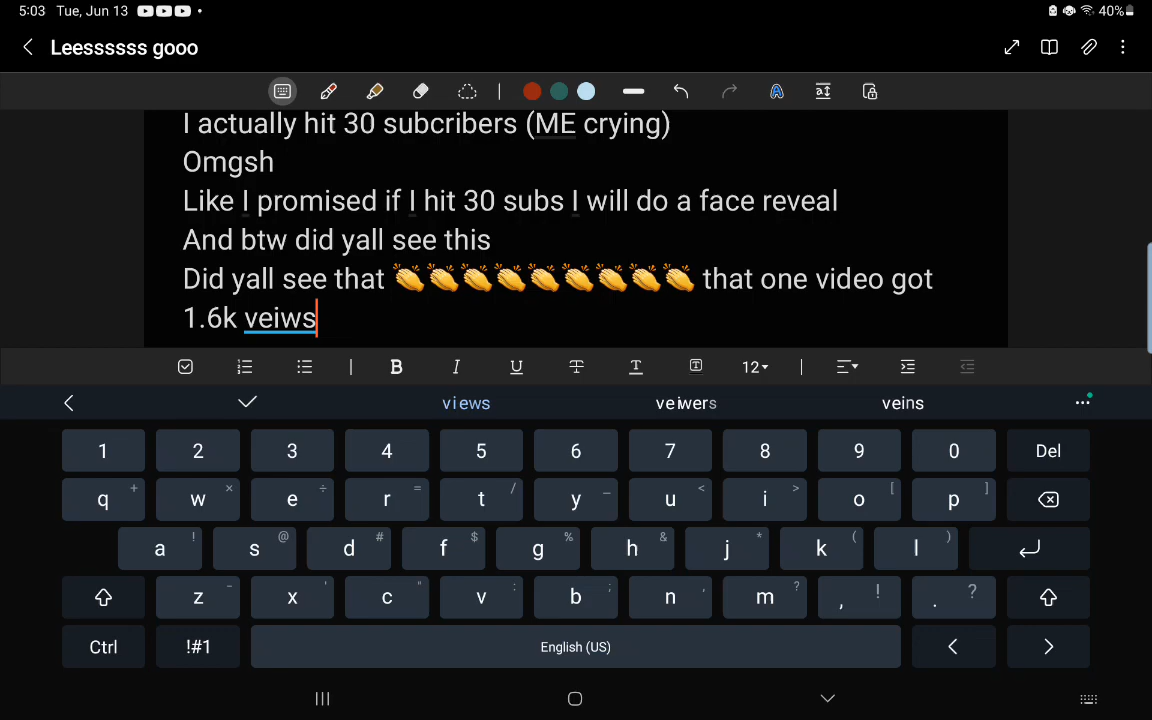 5:03 Tue, Jun 13 • 40%
Leessssss gooo
A a
I actually hit 30 subcribers (ME crying)
Omgsh
Like I promised if I hit 30 subs I will do a face reveal
And btw did yall see this
Did yall see that 👏👏👏👏👏👏👏👏👏 that one video got
1.6k veiws
1 2 3 B I U T T T 12
views veiwers veins ...
1 2 3 4 5 6 7 8 9 0 Del
q + w × e ÷ r = t / y _ u < i > o [ p ]
a ! s @ d # f $ g % h & j * k ( l )
z - x ' c " v : b ; n , m ? , ! . ?
Ctrl !#1 English (US) < >